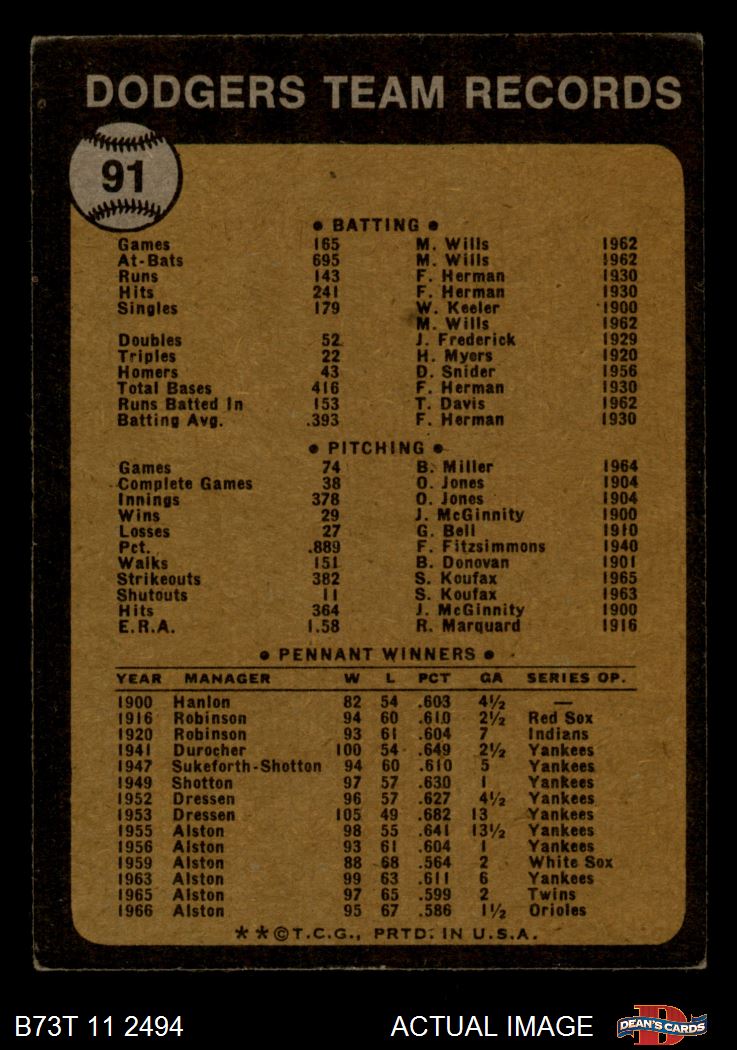 DODGERS TEAM RECORDS
91
• BATTING •
Games 165 M. Wills 1962
At-Bats 695 M. Wills 1962
Runs 143 F. Herman 1930
Hits 241 F. Herman 1930
Singles 179 W. Keeler 1900
M. Wills 1962
Doubles 52 J. Frederick 1929
Triples 22 H. Myers 1920
Homers 43 D. Snider 1956
Total Bases 416 F. Herman 1930
Runs Batted In 153 T. Davis 1962
Batting Avg. .393 F. Herman 1930
• PITCHING •
Games 74 B. Miller 1964
Complete Games 38 O. Jones 1904
Innings 378 O. Jones 1904
Wins 29 J. McGinnity 1900
Losses 27 G. Bell 1910
Pct. .889 F. Fitzsimmons 1940
Walks 151 B. Donovan 1901
Strikeouts 382 S. Koufax 1965
Shutouts 11 S. Koufax 1963
Hits 364 J. McGinnity 1900
E.R.A. 1.58 R. Marquard 1916
• PENNANT WINNERS •
YEAR MANAGER W L PCT GA SERIES OP.
1900 Hanlon 82 54 .603 4½ —
1916 Robinson 94 60 .610 2½ Red Sox
1920 Robinson 93 61 .604 7 Indians
1941 Durocher 100 54 .649 2½ Yankees
1947 Sukeforth-Shotton 94 60 .610 5 Yankees
1949 Shotton 97 57 .630 1 Yankees
1952 Dressen 96 57 .627 4½ Yankees
1953 Dressen 105 49 .682 13 Yankees
1955 Alston 98 55 .641 13½ Yankees
1956 Alston 93 61 .604 1 Yankees
1959 Alston 88 68 .564 2 White Sox
1963 Alston 99 63 .611 6 Yankees
1965 Alston 97 65 .599 2 Twins
1966 Alston 95 67 .586 1½ Orioles
* * © T.C.G., PRTD. IN U.S.A.
B73T 11 2494 ACTUAL IMAGE
D
DEAN'S CARDS